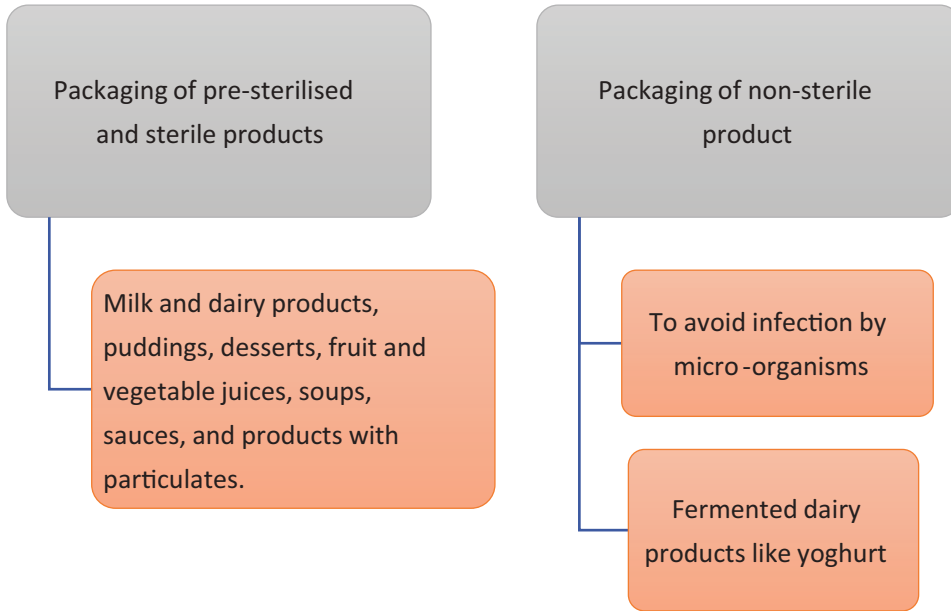 Packaging of pre-sterilised
and sterile products
Milk and dairy products,
puddings, desserts, fruit and
vegetable juices, soups,
sauces, and products with
particulates.
Packaging of non-sterile
product
To avoid infection by
micro-organisms
Fermented dairy
products like yoghurt